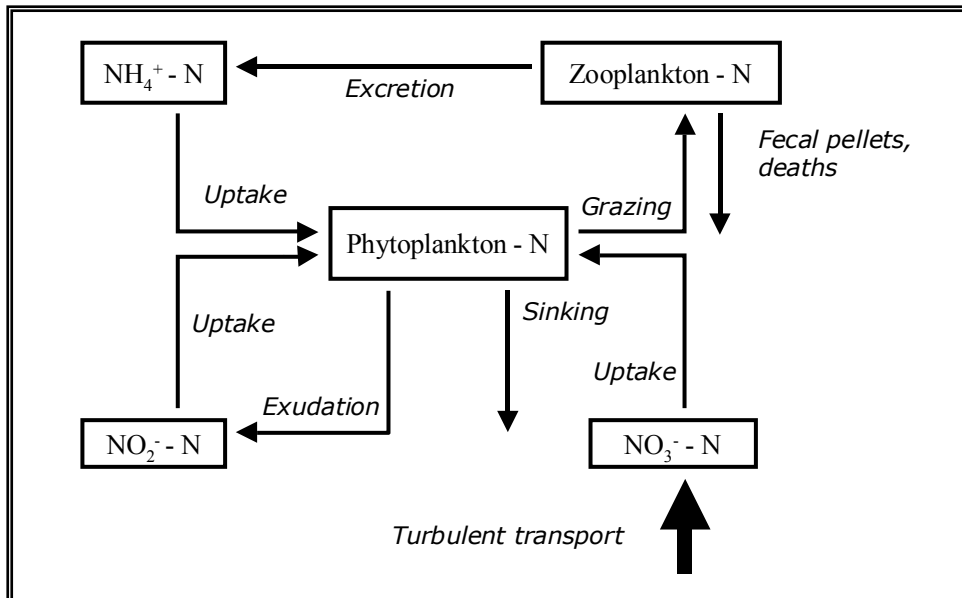 NH₄⁺ - N
Zooplankton - N
Excretion
Fecal pellets,
deaths
Uptake
Grazing
Phytoplankton - N
Uptake
Sinking
Uptake
Exudation
NO₂⁻ - N
NO₃⁻ - N
Turbulent transport